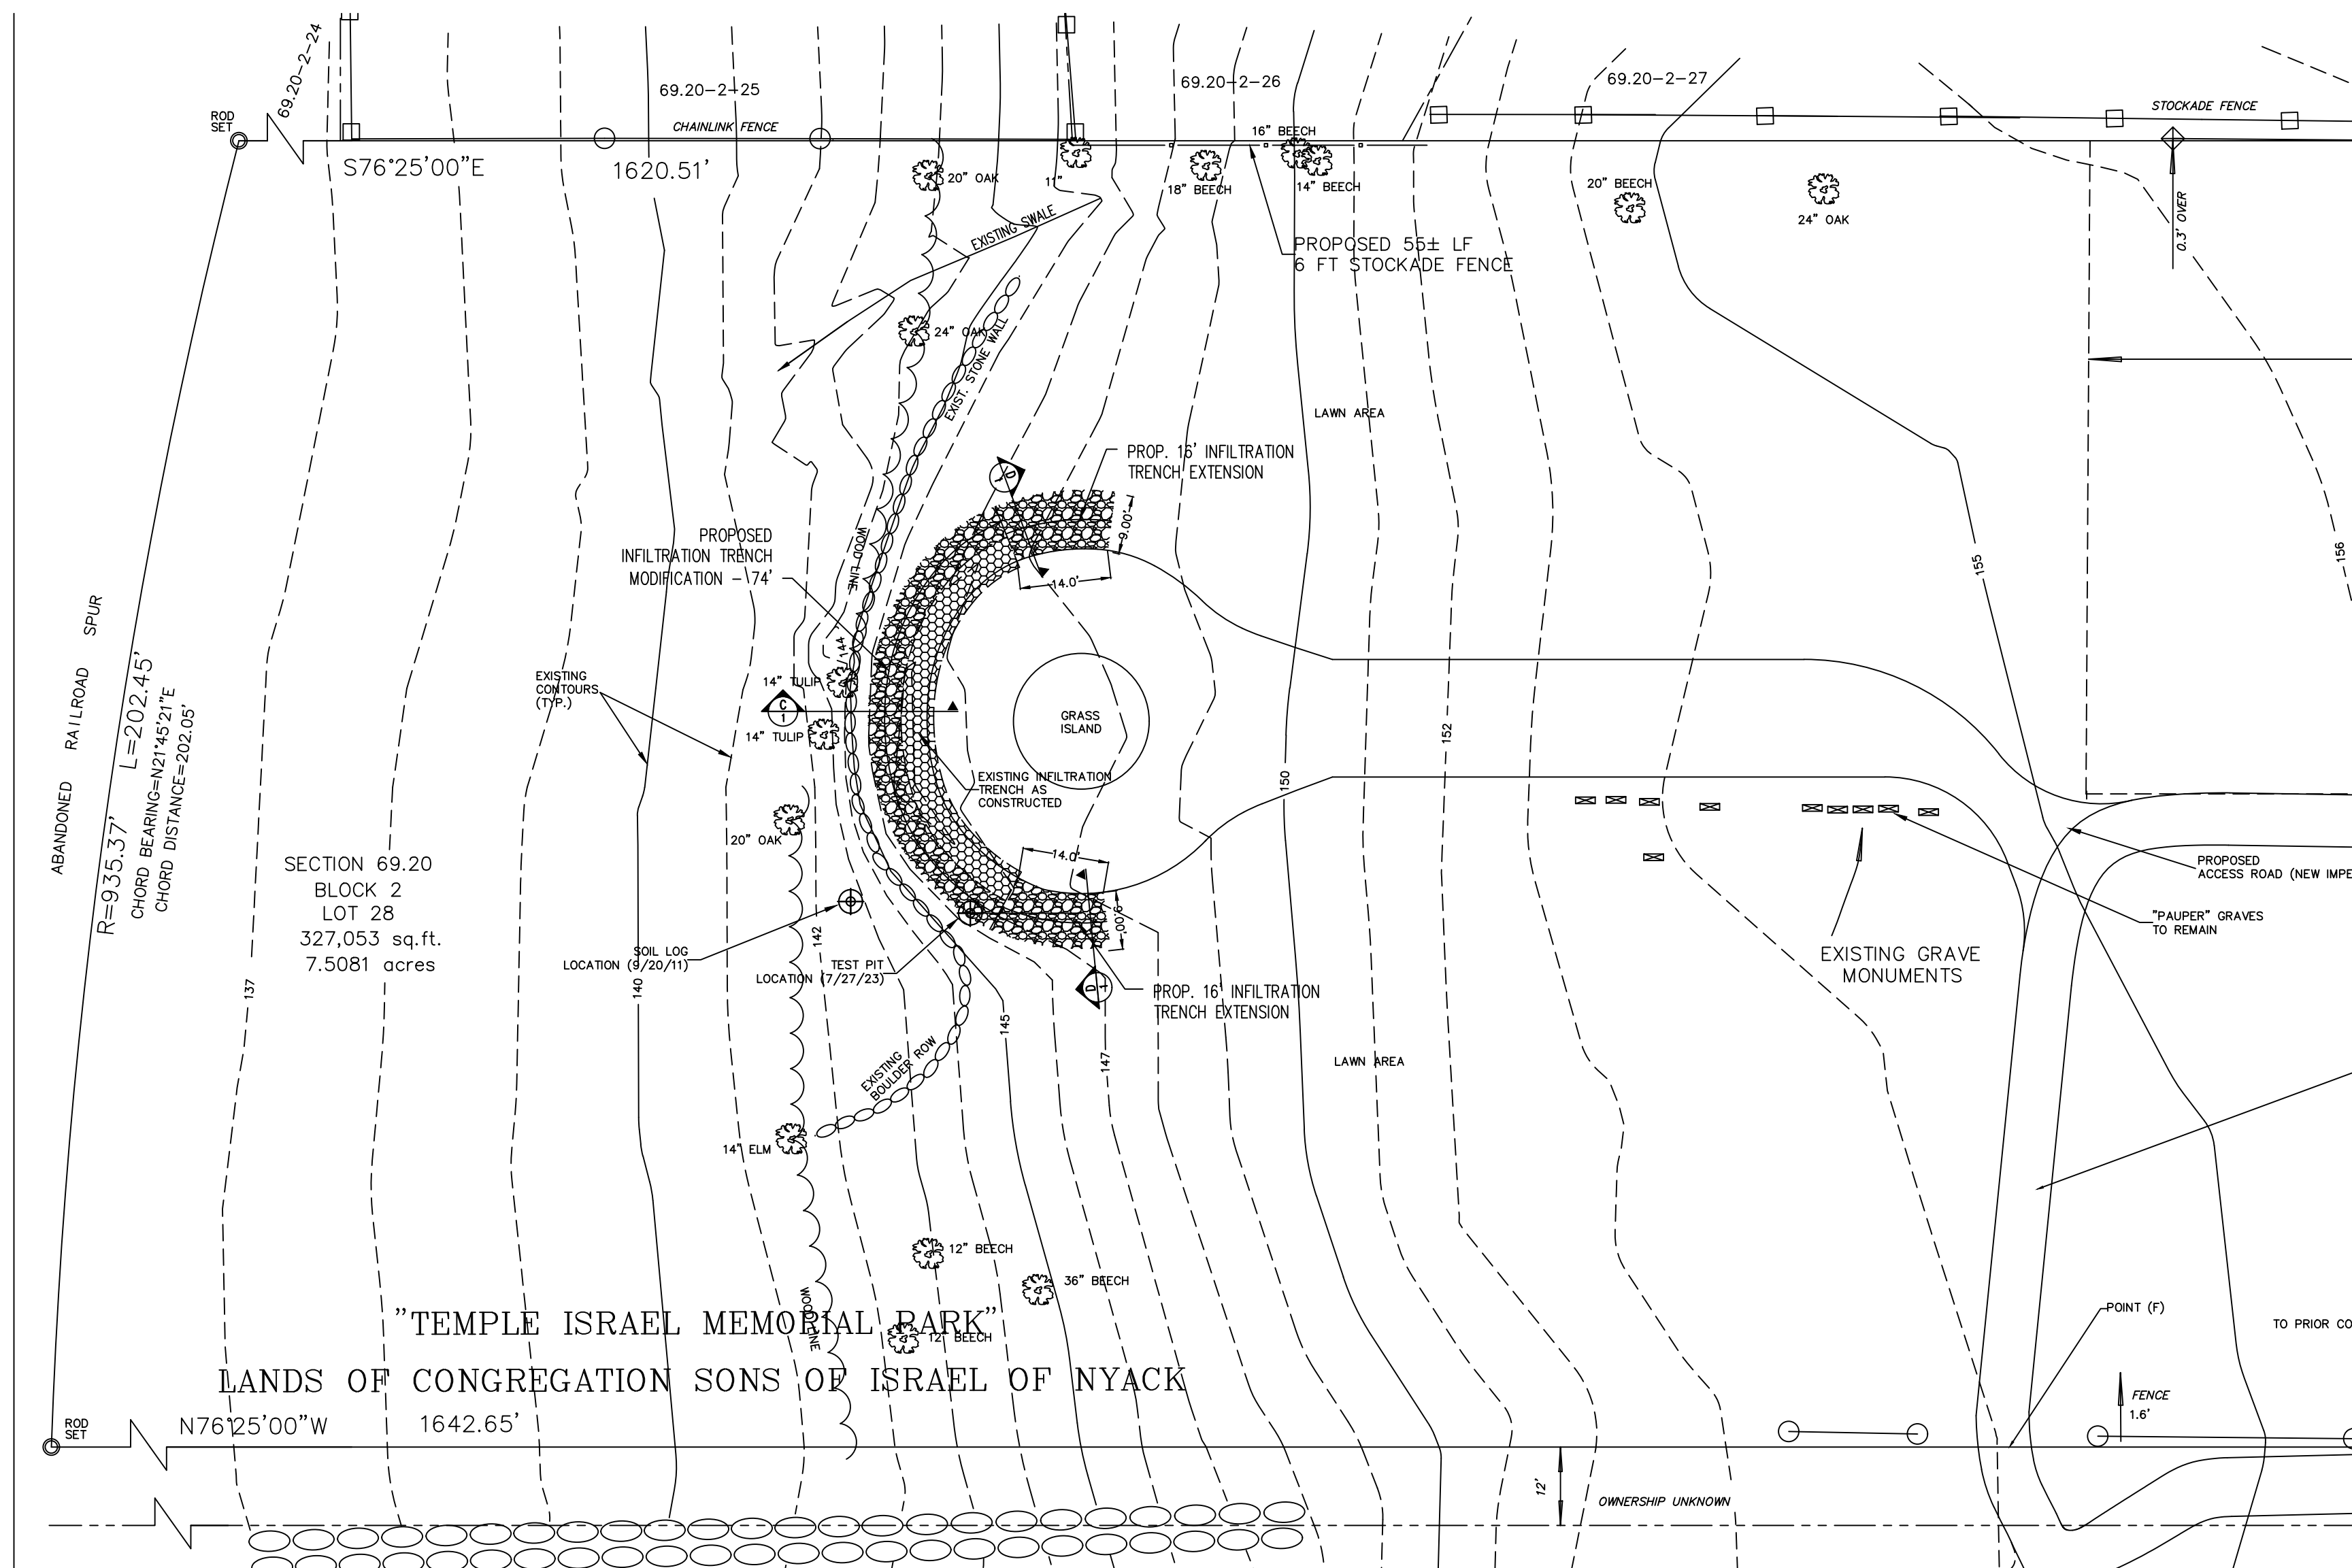 69.20-2-24
69.20-2-25
69.20-2-26
69.20-2-27
ROD
SET
CHAINLINK FENCE
STOCKADE FENCE
S76°25'00"E
1620.51'
20" OAK
11"
16" BEECH
18" BEECH
14" BEECH
20" BEECH
24" OAK
0.3' OVER
EXISTING SWALE
PROPOSED 55± LF
6 FT STOCKADE FENCE
24" OAK
EXIST. STONE WALL
LAWN AREA
PROP. 16' INFILTRATION
TRENCH EXTENSION
D
1
9.00'
14.0'
PROPOSED
INFILTRATION TRENCH
MODIFICATION - 74'
WOOD LINE
144
155
156
ABANDONED RAILROAD SPUR
R=935.37' L=202.45'
CHORD BEARING=N21°45'21"E
CHORD DISTANCE=202.05'
EXISTING
CONTOURS
(TYP.)
14" TULIP
C
1
14" TULIP
GRASS
ISLAND
152
150
EXISTING INFILTRATION
TRENCH AS
CONSTRUCTED
20" OAK
14.0'
9.00'
SECTION 69.20
BLOCK 2
LOT 28
327,053 sq.ft.
7.5081 acres
137
140
142
145
147
SOIL LOG
LOCATION (9/20/11)
TEST PIT
LOCATION (7/27/23)
D
1
PROP. 16' INFILTRATION
TRENCH EXTENSION
PROPOSED
ACCESS ROAD (NEW IMPE
"PAUPER" GRAVES
TO REMAIN
EXISTING GRAVE
MONUMENTS
EXISTING
BOULDER ROW
LAWN AREA
14" ELM
12" BEECH
36" BEECH
12" BEECH
WOOD LINE
"TEMPLE ISRAEL MEMORIAL PARK"
LANDS OF CONGREGATION SONS OF ISRAEL OF NYACK
POINT (F)
TO PRIOR CO
FENCE
1.6'
ROD
SET
N76°25'00"W
1642.65'
12'
OWNERSHIP UNKNOWN